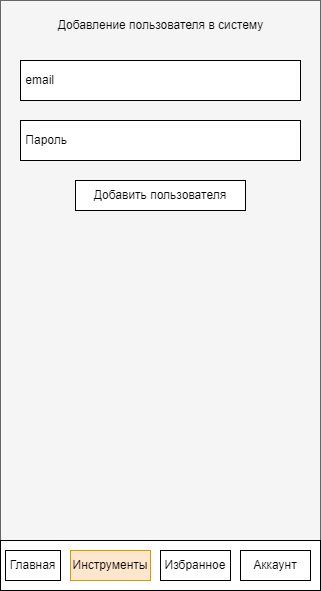 Добавление пользователя в систему
email
Пароль
Добавить пользователя
Главная
Инструменты
Избранное
Аккаунт